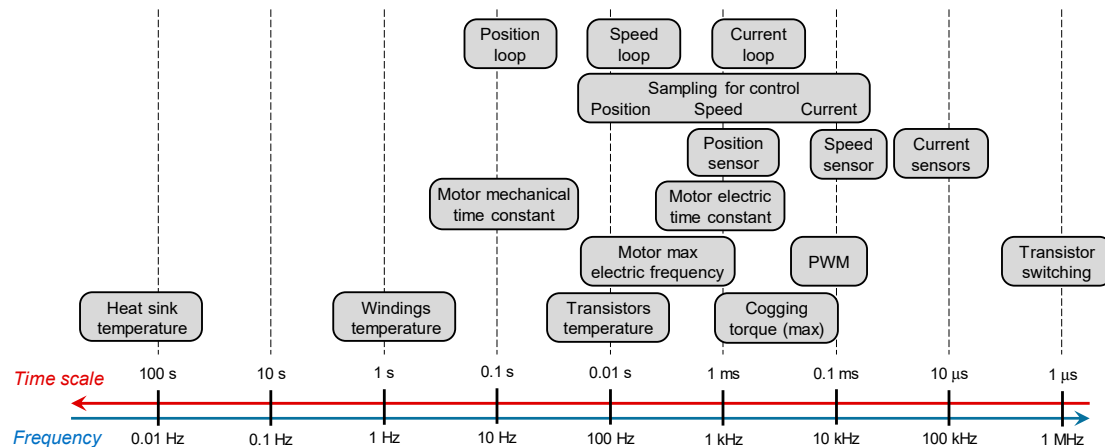 Position
loop
Speed
loop
Current
loop
Sampling for control
Position Speed Current
Position
sensor
Speed
sensor
Current
sensors
Motor mechanical
time constant
Motor electric
time constant
Motor max
electric frequency
PWM
Transistor
switching
Heat sink
temperature
Windings
temperature
Transistors
temperature
Cogging
torque (max)
Time scale 100 s 10 s 1 s 0.1 s 0.01 s 1 ms 0.1 ms 10 µs 1 µs
Frequency 0.01 Hz 0.1 Hz 1 Hz 10 Hz 100 Hz 1 kHz 10 kHz 100 kHz 1 MHz